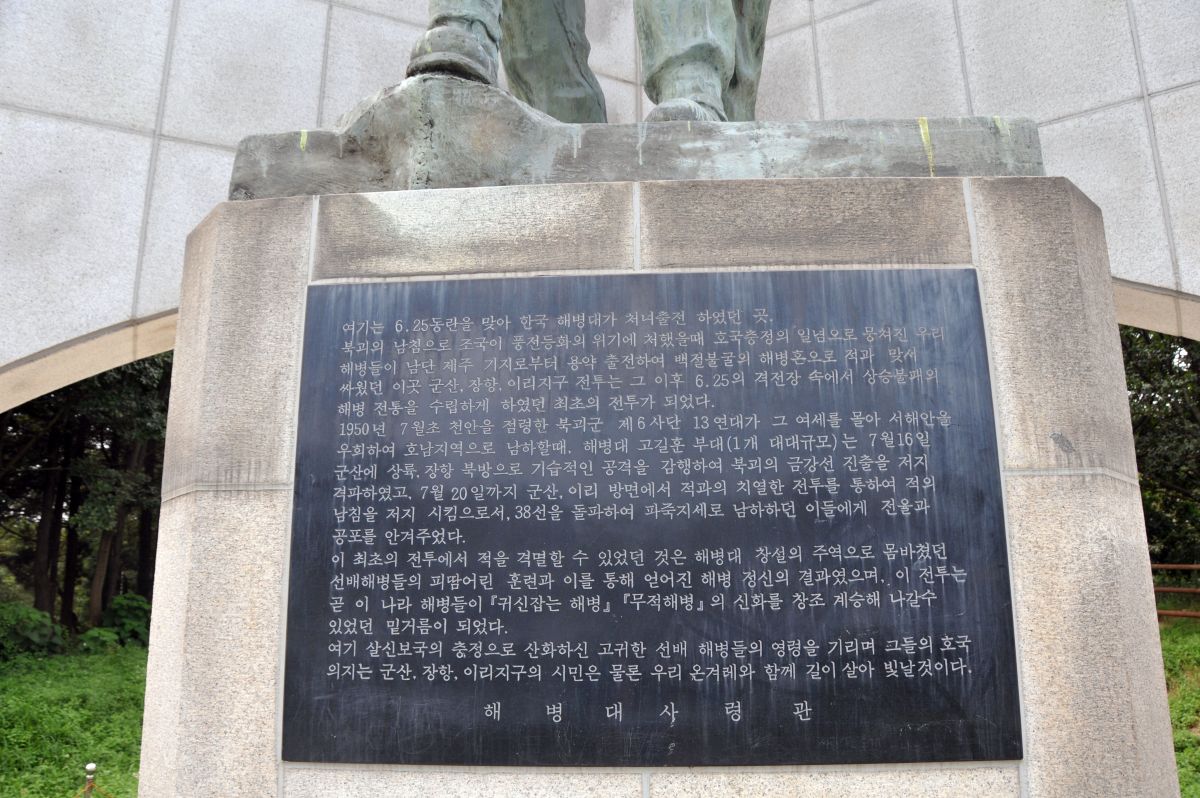 여기는 6.25동란을 맞아 한국 해병대가 처녀출전 하였던 곳.
북괴의 남침으로 조국이 풍전등화의 위기에 처했을때 호국충정의 일념으로 뭉쳐진 우리
해병들이 남단 제주 기지로부터 용약 출전하여 백절불굴의 해병혼으로 적과 맞서
싸웠던 이곳 군산, 장항, 이리지구 전투는 그 이후 6.25의 격전장 속에서 상승불패의
해병 전통을 수립하게 하였던 최초의 전투가 되었다.
1950년 7월초 천안을 점령한 북괴군 제6사단 13연대가 그 여세를 몰아 서해안을
우회하여 호남지역으로 남하할때, 해병대 고길훈 부대(1개 대대규모)는 7월16일
군산에 상륙, 장항 북방으로 기습적인 공격을 감행하여 북괴의 금강선 진출을 저지
격파하였고, 7월 20일까지 군산, 이리 방면에서 적과의 치열한 전투를 통하여 적의
남침을 저지 시킴으로서, 38선을 돌파하여 파죽지세로 남하하던 이들에게 전율과
공포를 안겨주었다.
이 최초의 전투에서 적을 격멸할 수 있었던 것은 해병대 창설의 주역으로 몸바쳤던
선배해병들의 피땀어린 훈련과 이를 통해 얻어진 해병 정신의 결과였으며, 이 전투는
곧 이 나라 해병들이 『귀신잡는 해병』 『무적해병』의 신화를 창조 계승해 나갈수
있었던 밑거름이 되었다.
여기 살신보국의 충정으로 산화하신 고귀한 선배 해병들의 영령을 기리며 그들의 호국
의지는 군산, 장항, 이리지구의 시민은 물론 우리 온겨레와 함께 길이 살아 빛날것이다.
해 병 대 사 령 관